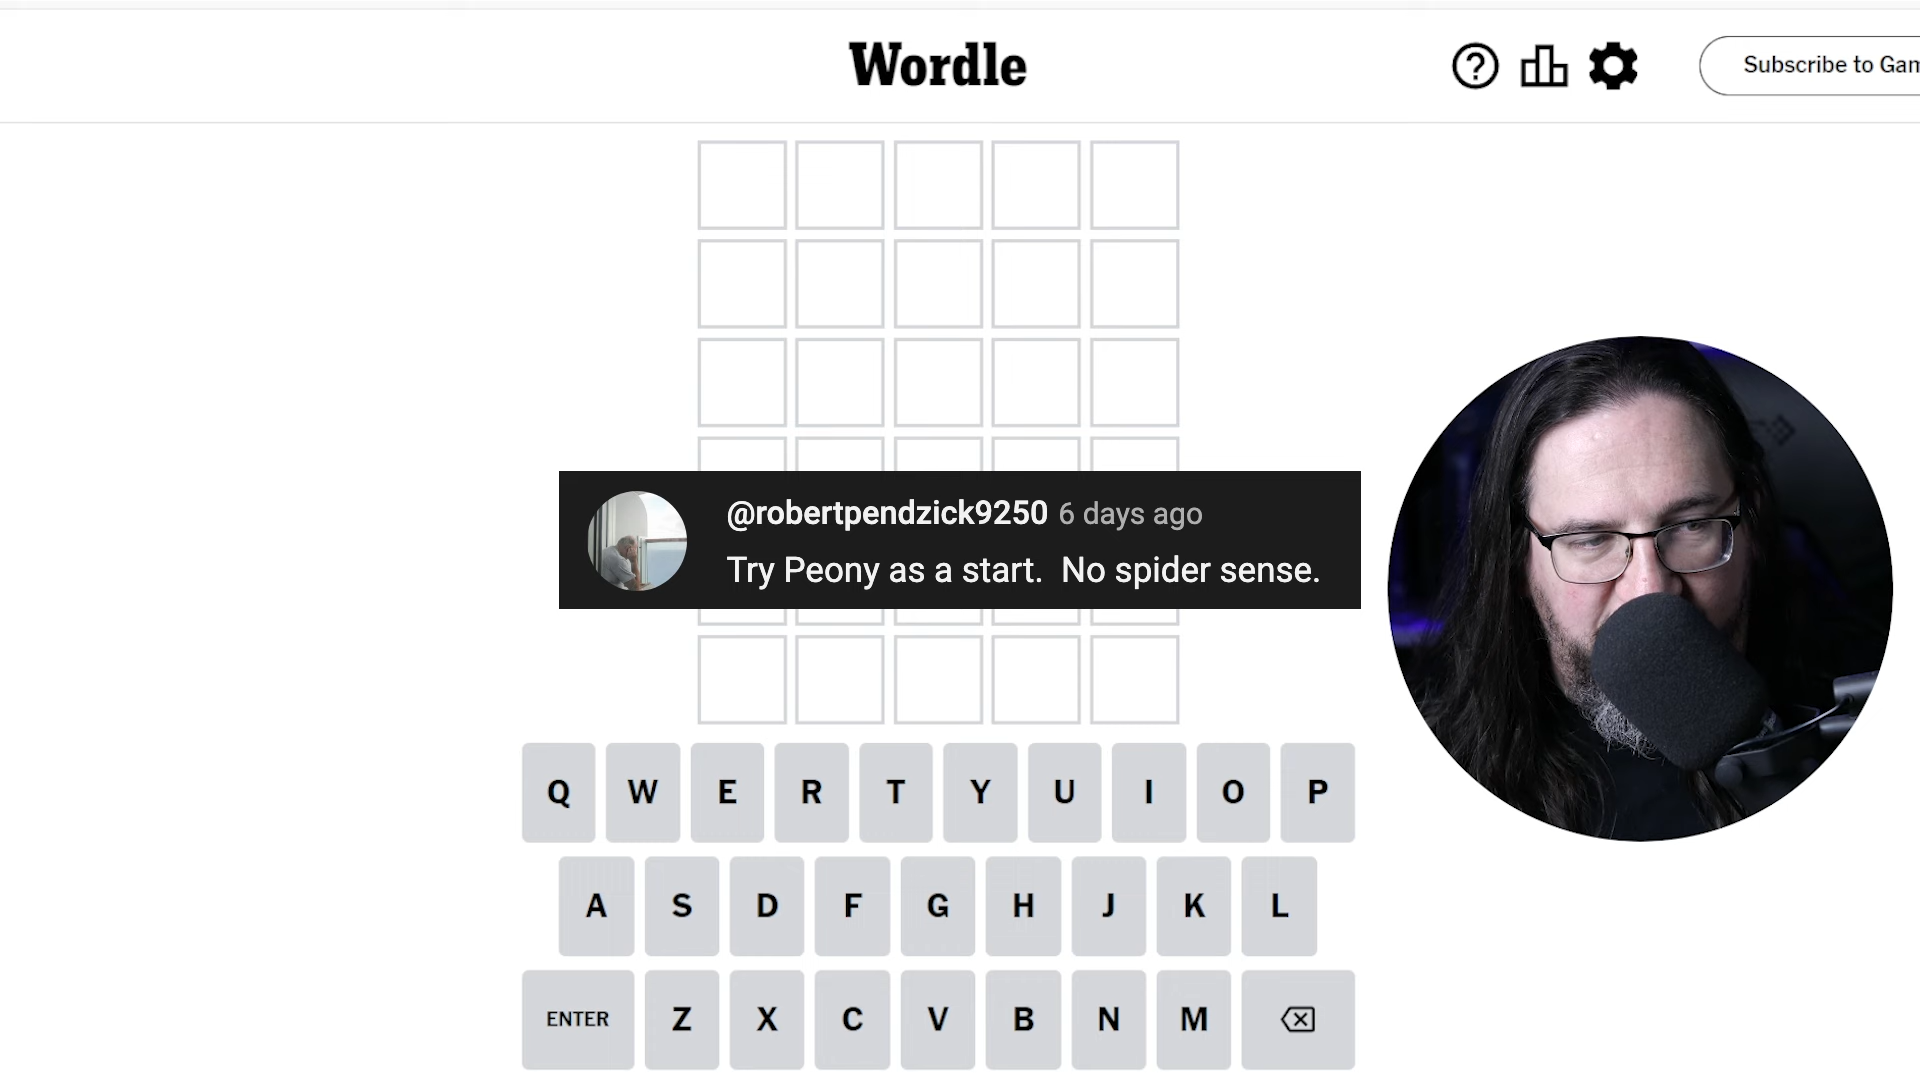 Wordle
?
Subscribe to Gam
@robertpendzick9250 6 days ago
Try Peony as a start. No spider sense.
Q W E R T Y U I O P
A S D F G H J K L
ENTER Z X C V B N M